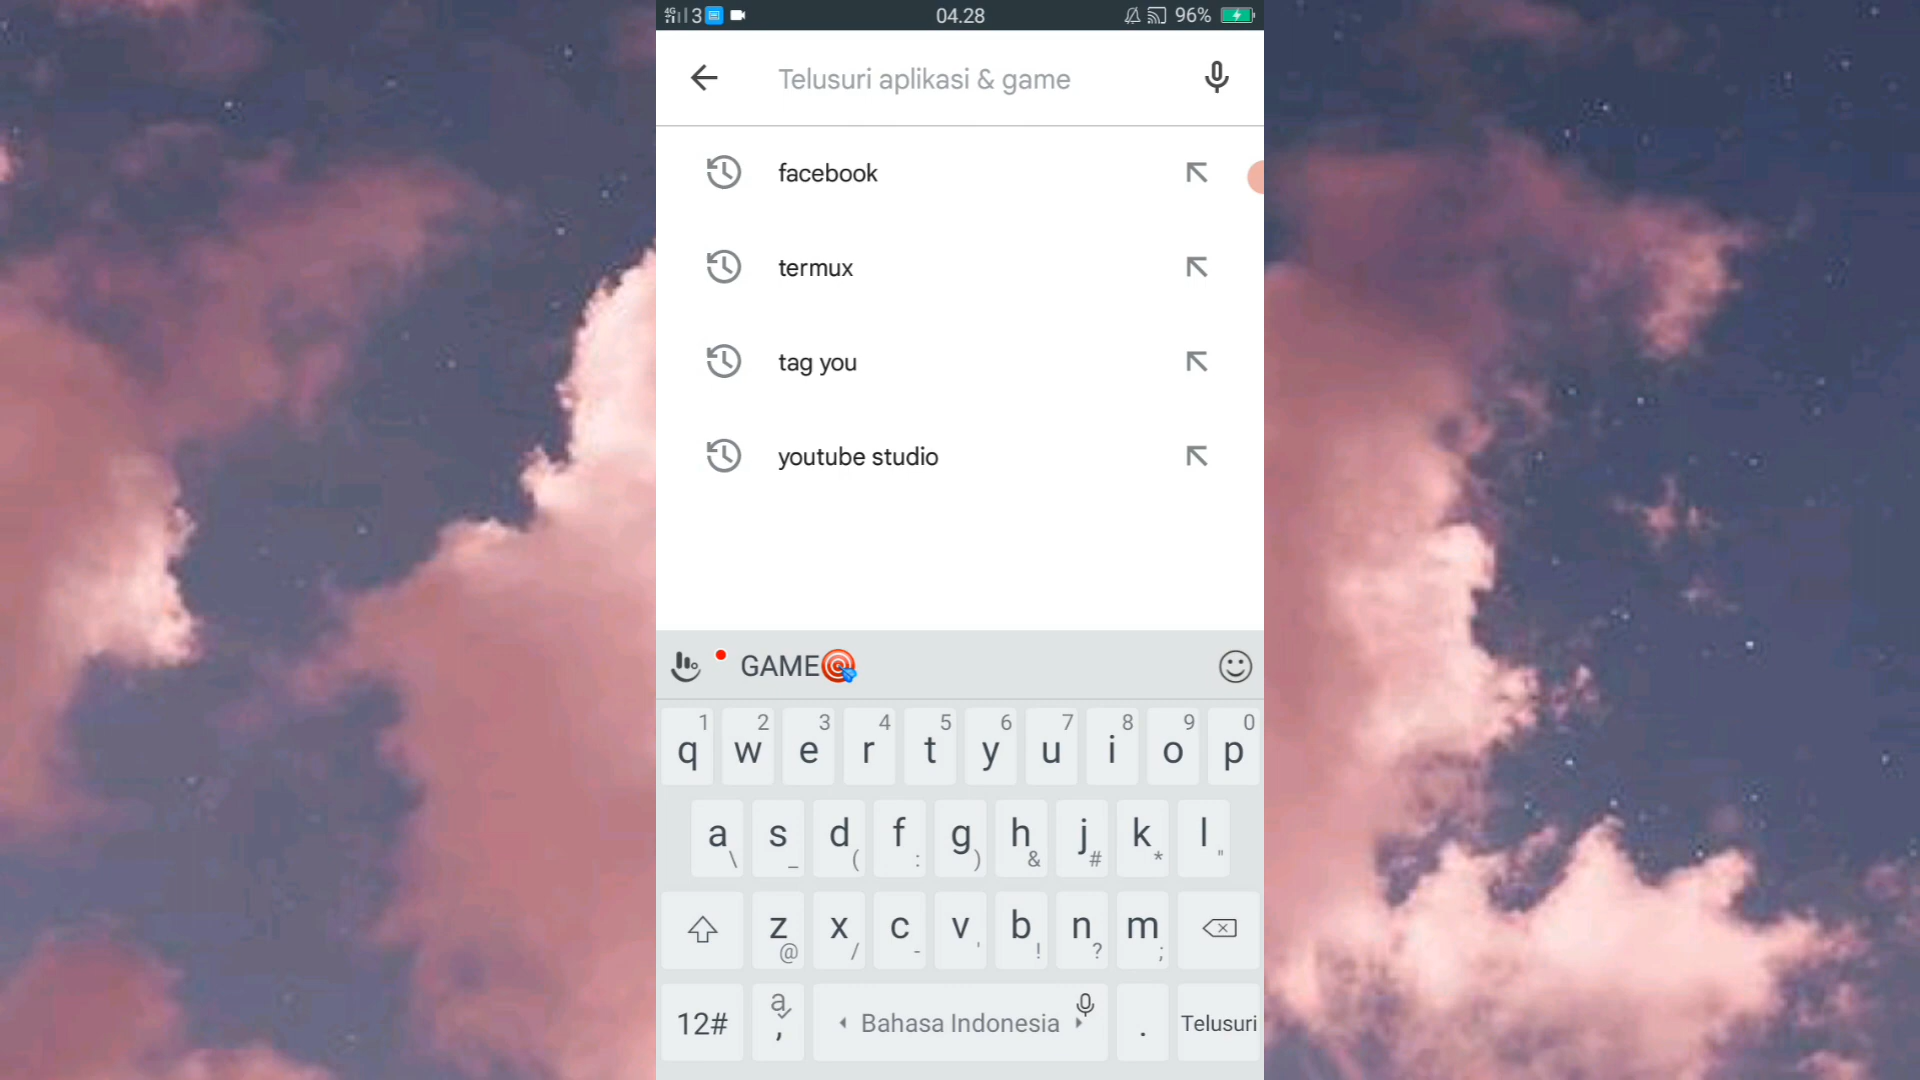 4G 3 04.28 96%
Telusuri aplikasi & game
facebook
termux
tag you
youtube studio
GAME🎯
1 2 3 4 5 6 7 8 9 0
q w e r t y u i o p
a s d f g h j k l
\ _ ( : ) & # * "
z x c v b n m
@ / - ' ! ? ;
12# a , Bahasa Indonesia . Telusuri